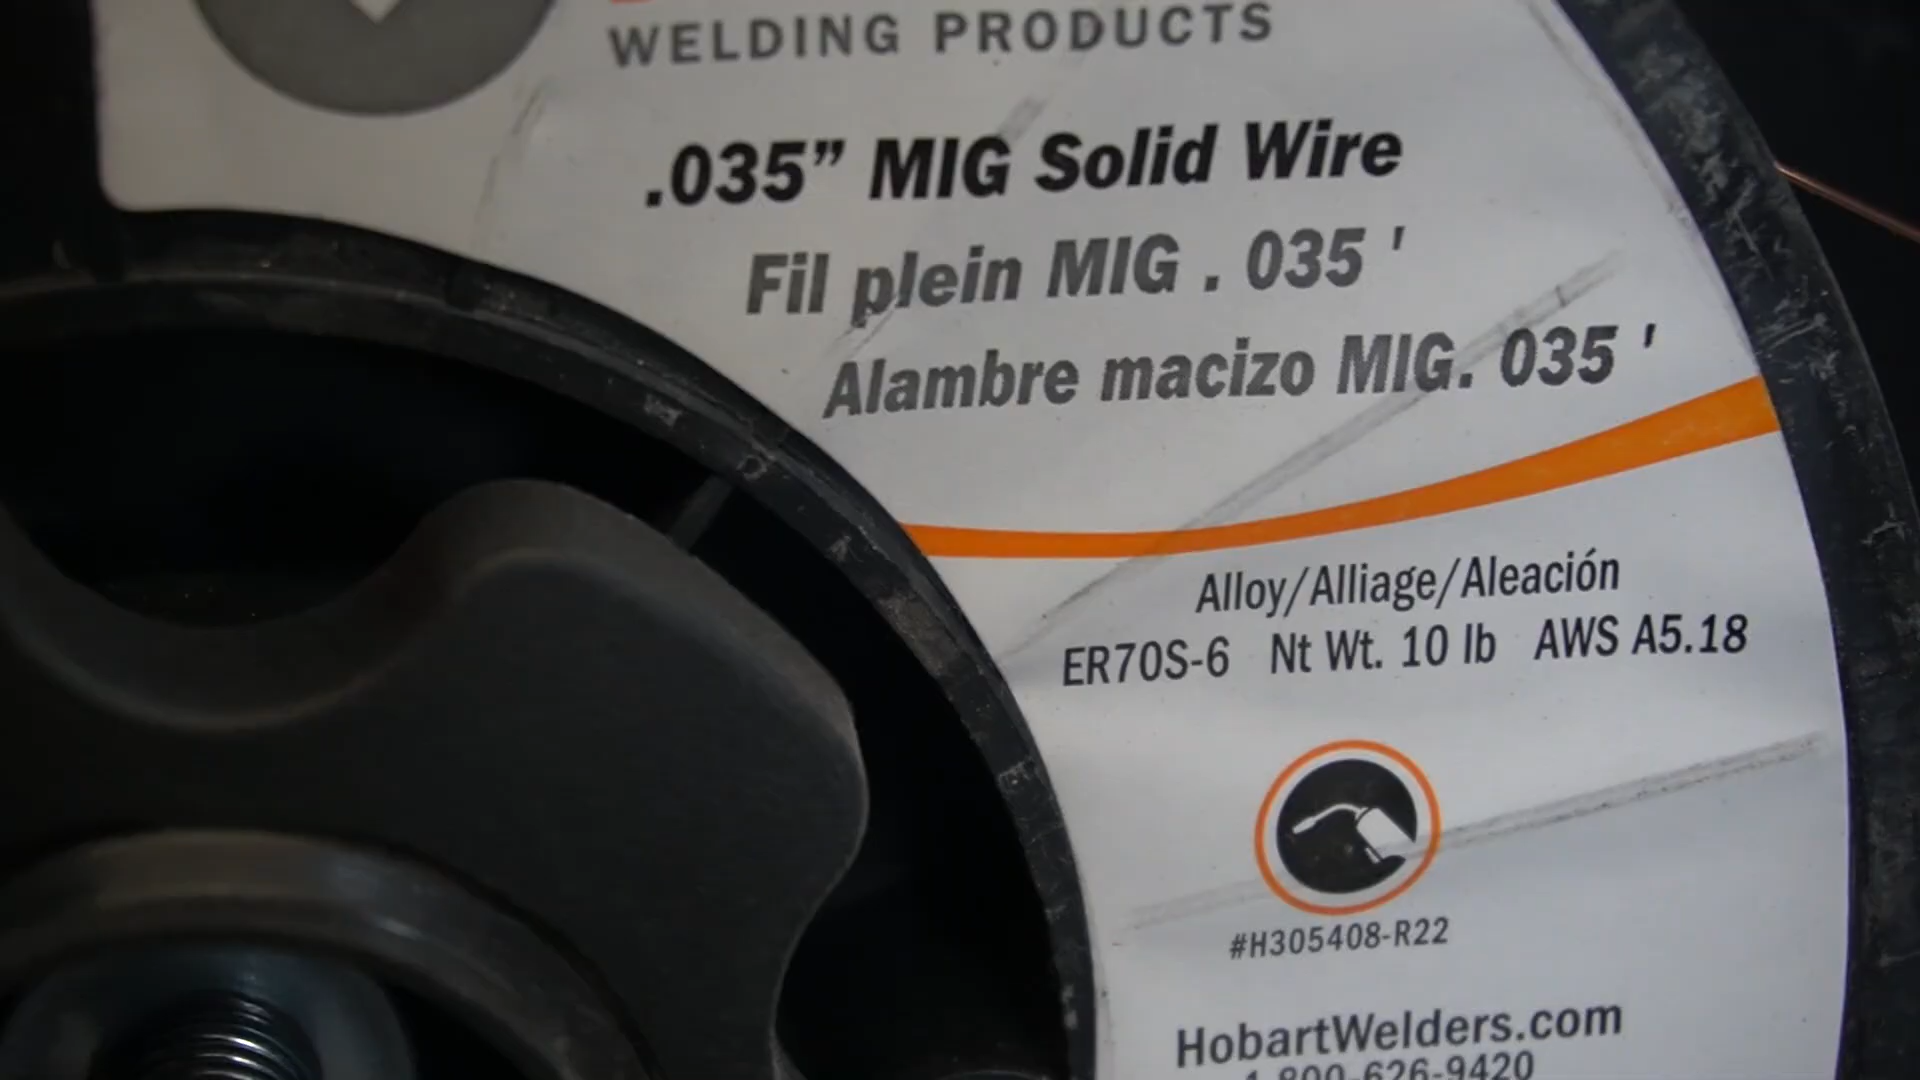 WELDING PRODUCTS
.035” MIG Solid Wire
Fil plein MIG . 035 '
Alambre macizo MIG. 035 '
Alloy/Alliage/Aleación
ER70S-6 Nt Wt. 10 lb AWS A5.18
#H305408-R22
HobartWelders.com
1-800-626-9420